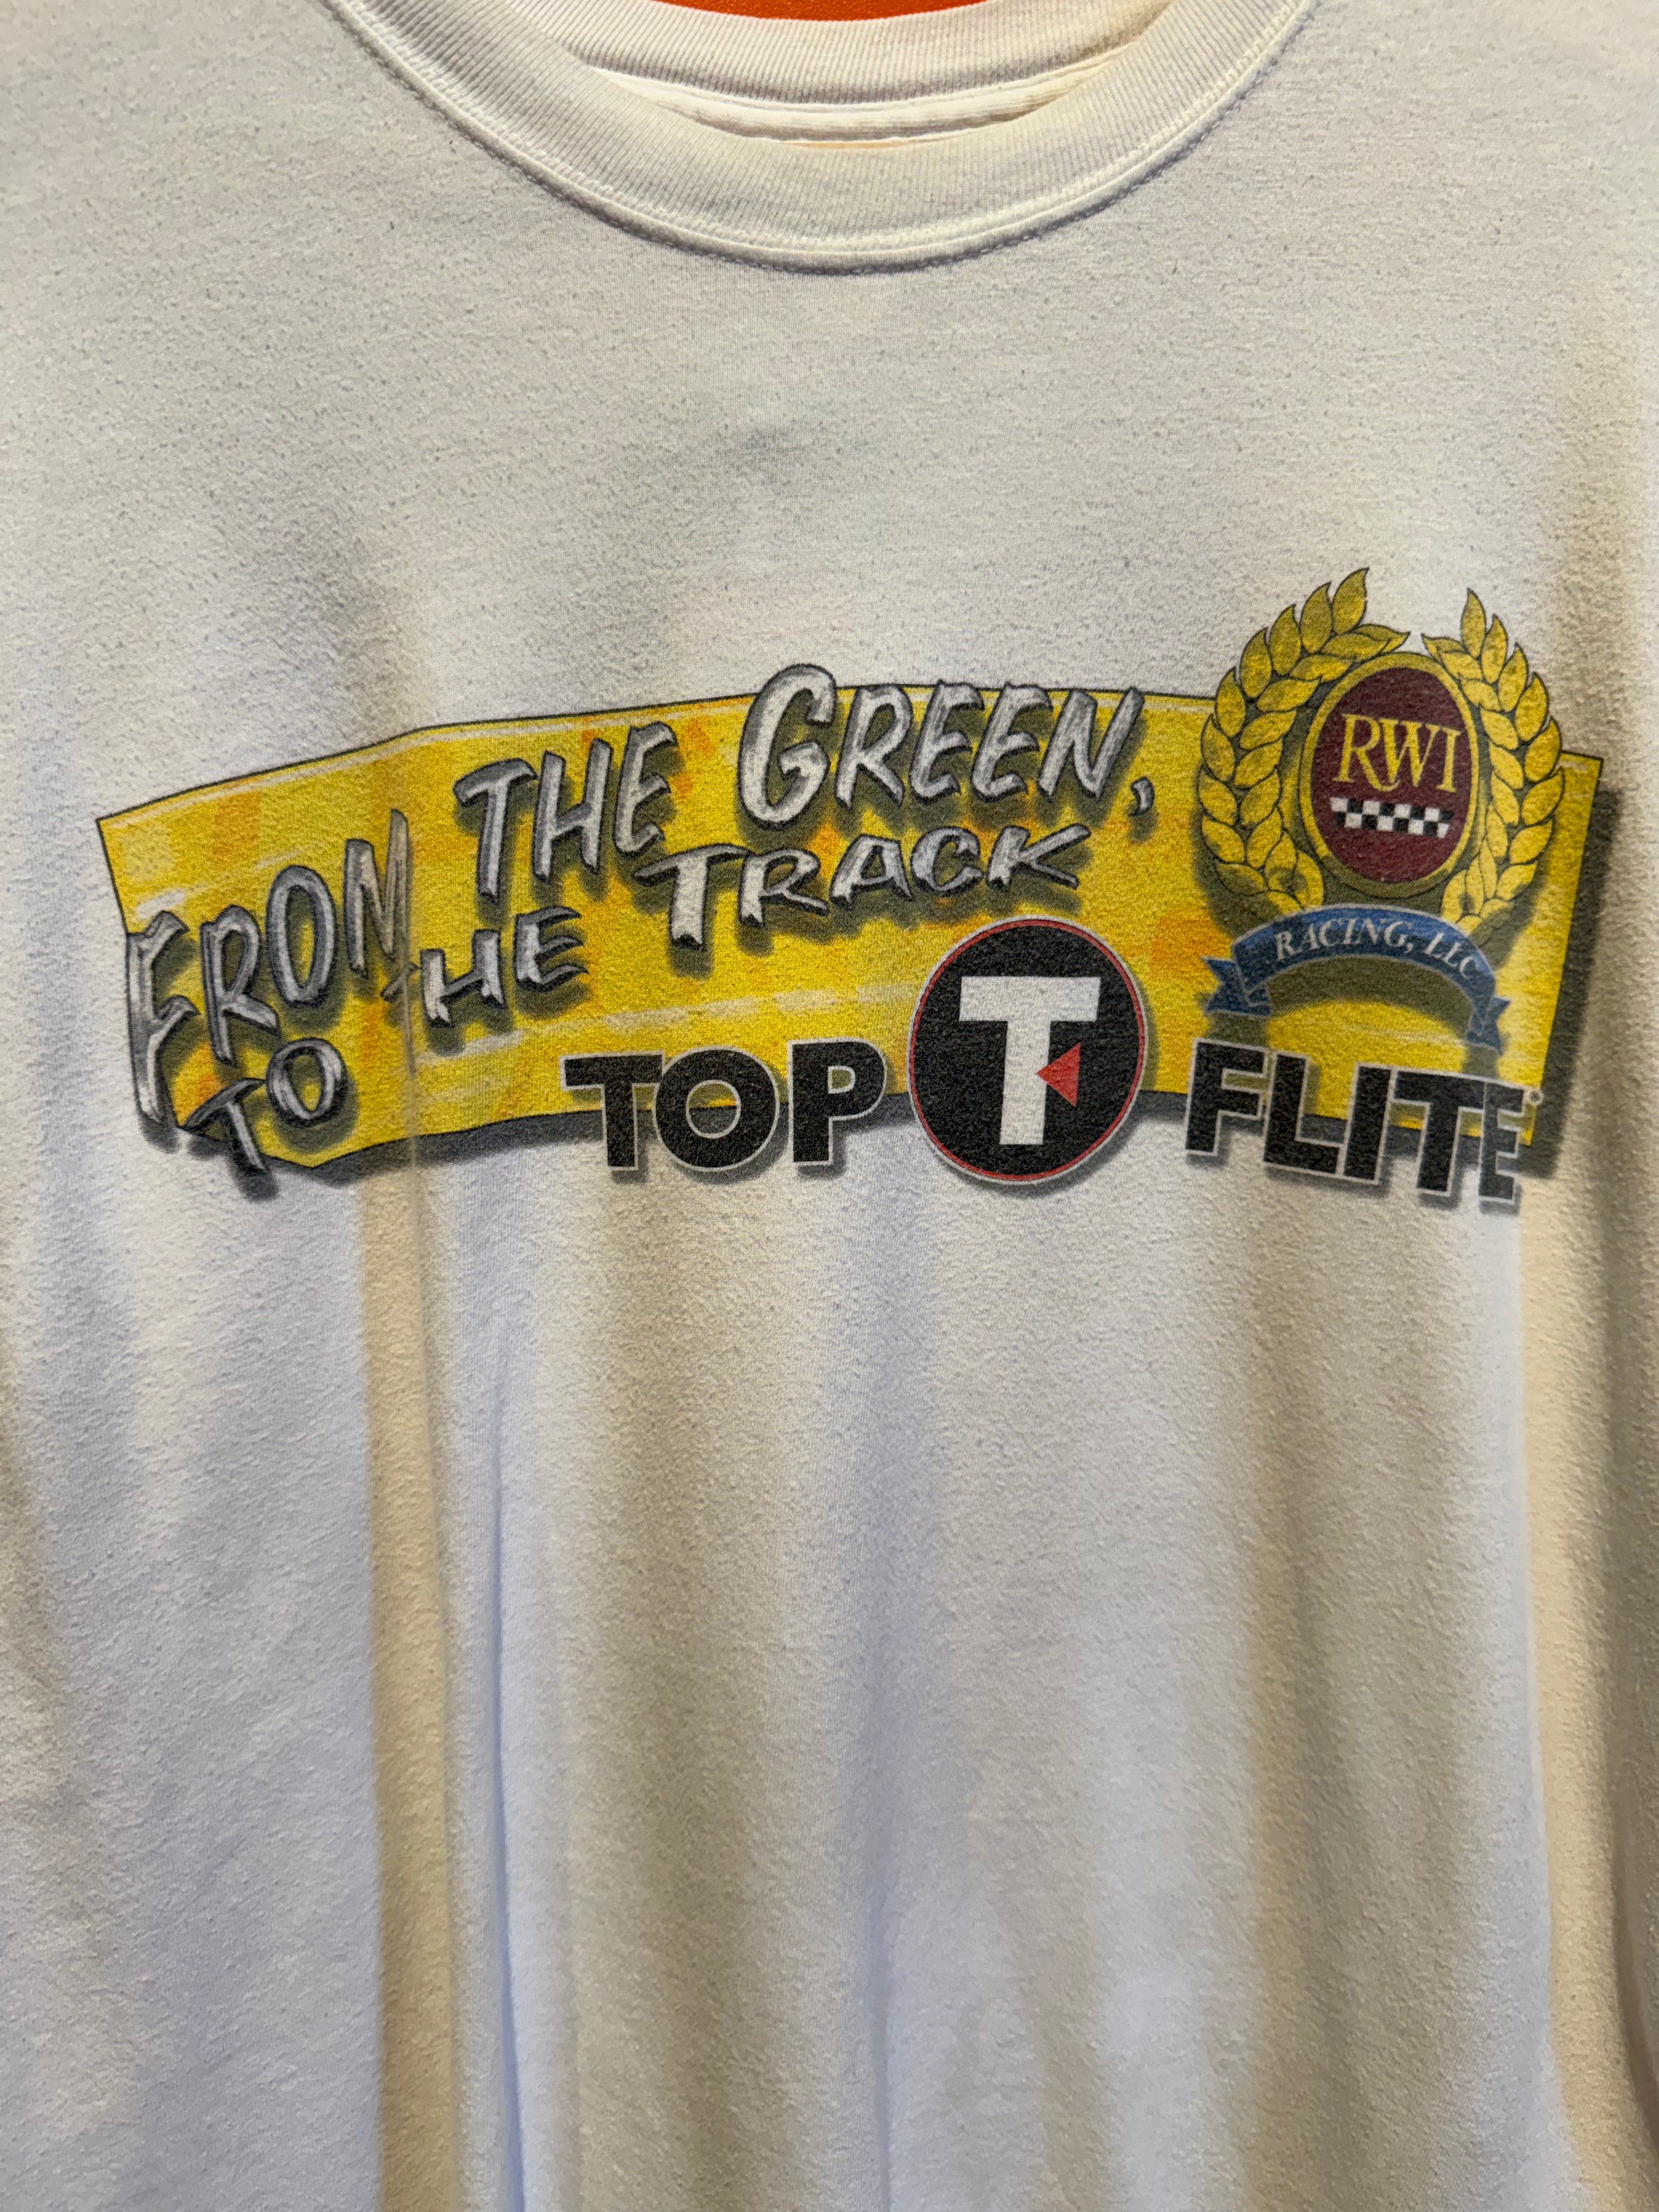 FROM THE GREEN,
TO THE TRACK
RWI
RACING, LLC
TOP T FLITE®